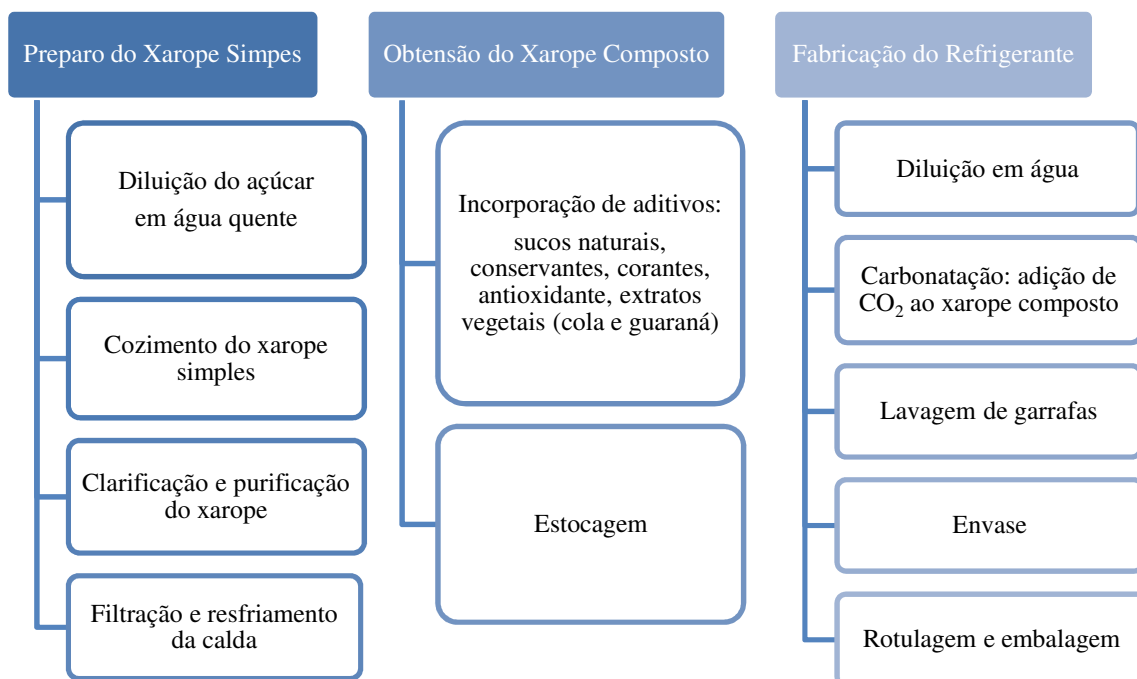 Preparo do Xarope Simpes
Diluição do açúcar
em água quente
Cozimento do xarope
simples
Clarificação e purificação
do xarope
Filtração e resfriamento
da calda
Obtensão do Xarope Composto
Incorporação de aditivos:
sucos naturais,
conservantes, corantes,
antioxidante, extratos
vegetais (cola e guaraná)
Estocagem
Fabricação do Refrigerante
Diluição em água
Carbonatação: adição de
CO₂ ao xarope composto
Lavagem de garrafas
Envase
Rotulagem e embalagem